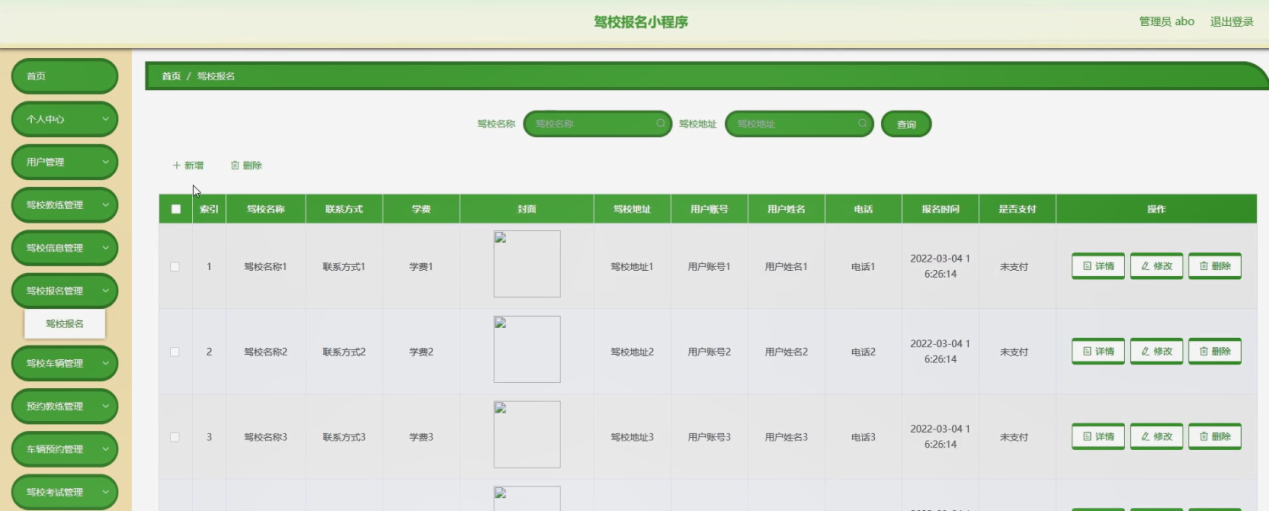 驾校报名小程序
管理员 abo 退出登录
首页
个人中心
用户管理
驾校教练管理
驾校信息管理
驾校报名管理
驾校报名
驾校车辆管理
预约教练管理
车辆预约管理
驾校考试管理
首页 / 驾校报名
驾校名称 驾校名称 驾校地址 驾校地址 查询
新增 删除
索引 驾校名称 联系方式 学费 封面 驾校地址 用户账号 用户姓名 电话 报名时间 是否支付 操作
1 驾校名称1 联系方式1 学费1 驾校地址1 用户账号1 用户姓名1 电话1 2022-03-04 1 未支付 详情 修改 删除
6:26:14
2 驾校名称2 联系方式2 学费2 驾校地址2 用户账号2 用户姓名2 电话2 2022-03-04 1 未支付 详情 修改 删除
6:26:14
3 驾校名称3 联系方式3 学费3 驾校地址3 用户账号3 用户姓名3 电话3 2022-03-04 1 未支付 详情 修改 删除
6:26:14